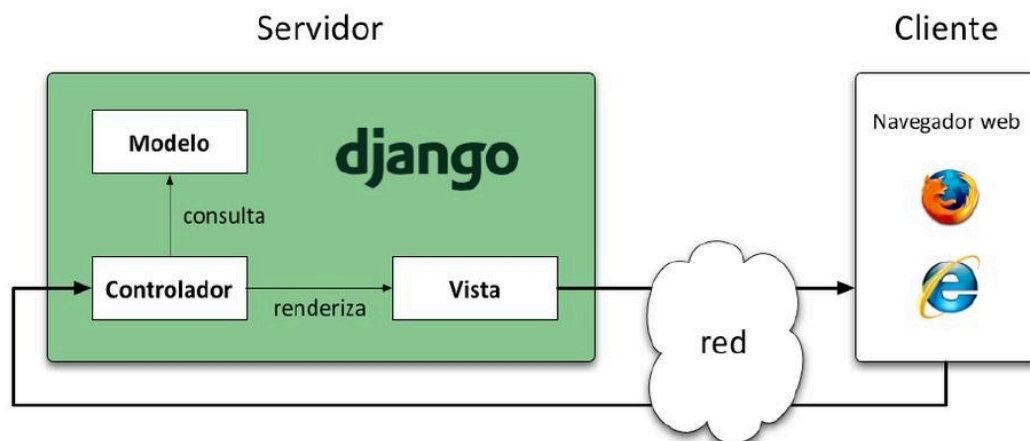 Servidor
Cliente
Modelo
django
Navegador web
consulta
Controlador
renderiza
Vista
red